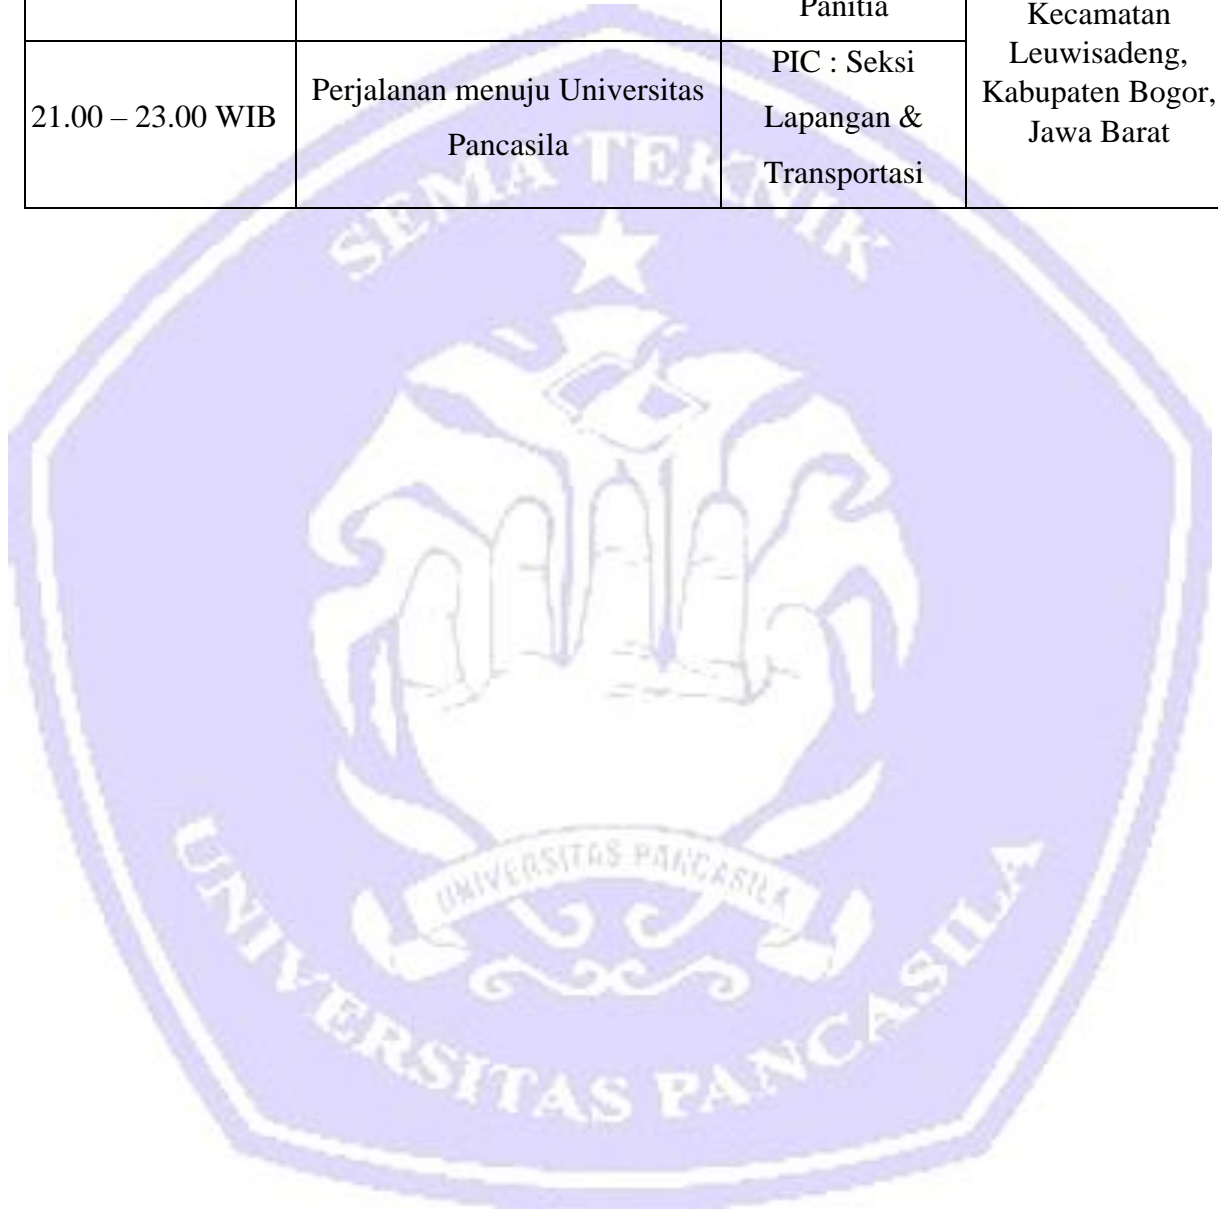 Panitia
Kecamatan
Leuwisadeng,
Kabupaten Bogor,
Jawa Barat
21.00 – 23.00 WIB
Perjalanan menuju Universitas
Pancasila
PIC : Seksi
Lapangan &
Transportasi
SEMA TEKNIK
UNIVERSITAS PANCASILA
UNIVERSITAS PANCASILA